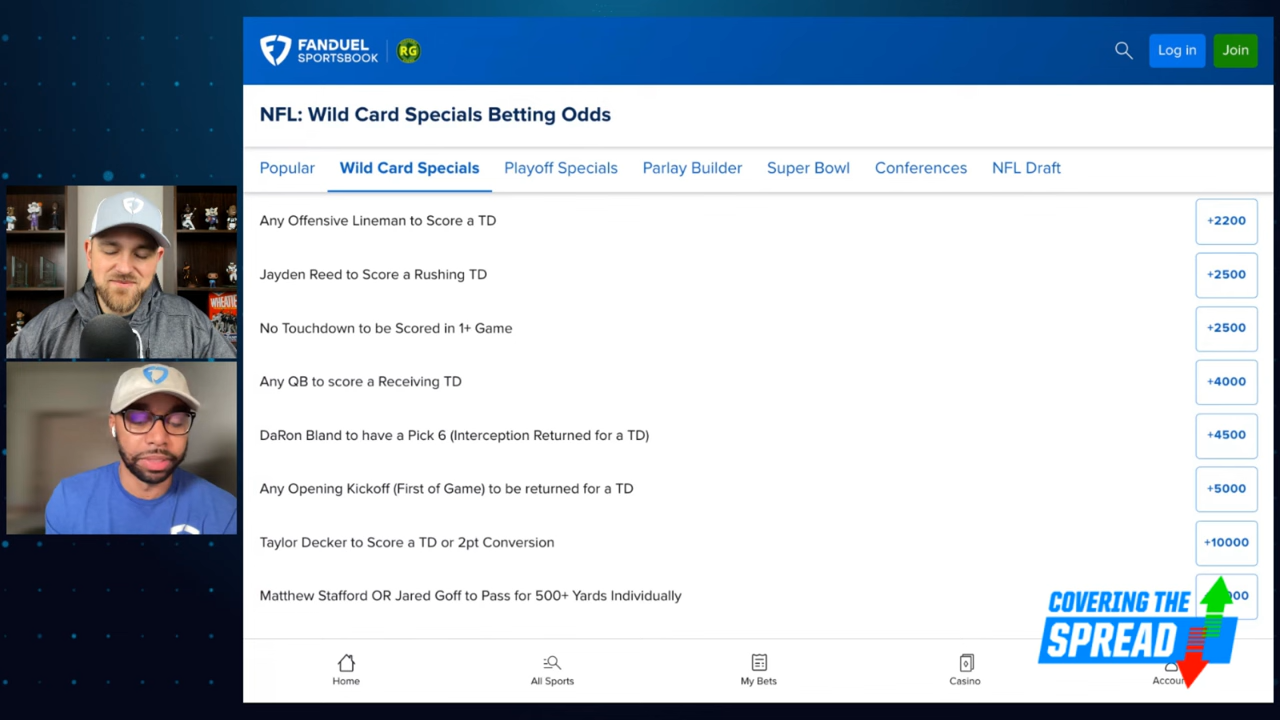 FANDUEL
SPORTSBOOK
RG
Log in
Join
NFL: Wild Card Specials Betting Odds
Popular
Wild Card Specials
Playoff Specials
Parlay Builder
Super Bowl
Conferences
NFL Draft
Any Offensive Lineman to Score a TD
+2200
Jayden Reed to Score a Rushing TD
+2500
No Touchdown to be Scored in 1+ Game
+2500
Any QB to score a Receiving TD
+4000
DaRon Bland to have a Pick 6 (Interception Returned for a TD)
+4500
Any Opening Kickoff (First of Game) to be returned for a TD
+5000
Taylor Decker to Score a TD or 2pt Conversion
+10000
Matthew Stafford OR Jared Goff to Pass for 500+ Yards Individually
COVERING THE
SPREAD
Home
All Sports
My Bets
Casino
WHEATIES